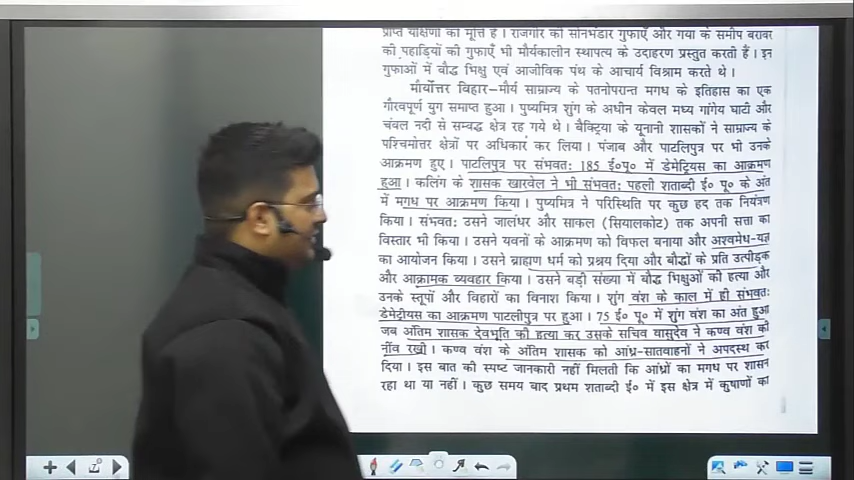 प्राप्त यक्षिणी की मूर्त्ति है । राजगीर की सोनभंडार गुफाएँ और गया के समीप बराबर
की पहाड़ियों की गुफाएँ भी मौर्यकालीन स्थापत्य के उदाहरण प्रस्तुत करती हैं । इन
गुफाओं में बौद्ध भिक्षु एवं आजीविक पंथ के आचार्य विश्राम करते थे ।
मौर्योत्तर बिहार–मौर्य साम्राज्य के पतनोपरान्त मगध के इतिहास का एक
गौरवपूर्ण युग समाप्त हुआ । पुष्यमित्र शुंग के अधीन केवल मध्य गांगेय घाटी और
चंबल नदी से सम्बद्ध क्षेत्र रह गये थे । बैक्ट्रिया के यूनानी शासकों ने साम्राज्य के
पश्चिमोत्तर क्षेत्रों पर अधिकार कर लिया । पंजाब और पाटलिपुत्र पर भी उनके
आक्रमण हुए । पाटलिपुत्र पर संभवत: 185 ई०पू० में डेमेट्रियस का आक्रमण
हुआ । कलिंग के शासक खारवेल ने भी संभवत: पहली शताब्दी ई० पू० के अंत
में मगध पर आक्रमण किया । पुष्यमित्र ने परिस्थिति पर कुछ हद तक नियंत्रण
किया । संभवत: उसने जालंधर और साकल (सियालकोट) तक अपनी सत्ता का
विस्तार भी किया । उसने यवनों के आक्रमण को विफल बनाया और अश्वमेध-यज्ञ
का आयोजन किया । उसने ब्राह्मण धर्म को प्रश्रय दिया और बौद्धों के प्रति उत्पीड़क
और आक्रामक व्यवहार किया । उसने बड़ी संख्या में बौद्ध भिक्षुओं की हत्या और
उनके स्तूपों और विहारों का विनाश किया । शुंग वंश के काल में ही संभवत:
डेमेट्रीयस का आक्रमण पाटलीपुत्र पर हुआ । 75 ई० पू० में शुंग वंश का अंत हुआ
जब अंतिम शासक देवभूति की हत्या कर उसके सचिव वासुदेव ने कण्व वंश की
नींव रखी । कण्व वंश के अंतिम शासक को आंध्र-सातवाहनों ने अपदस्थ कर
दिया । इस बात की स्पष्ट जानकारी नहीं मिलती कि आंध्रों का मगध पर शासन
रहा था या नहीं । कुछ समय बाद प्रथम शताब्दी ई० में इस क्षेत्र में कुषाणों का